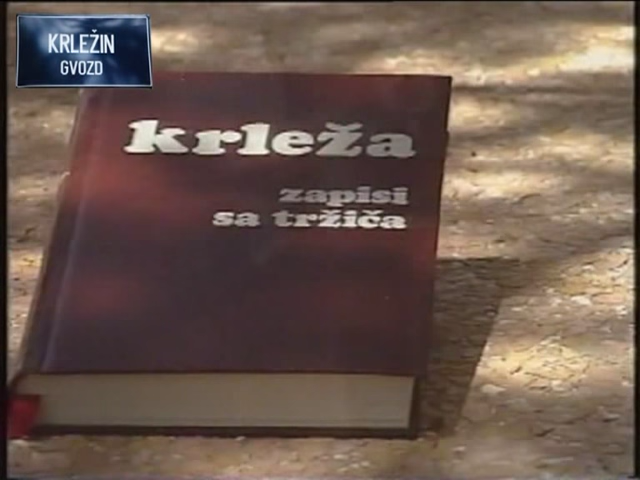 KRLEŽIN
GVOZD
krleža
zapisi
sa tržiča